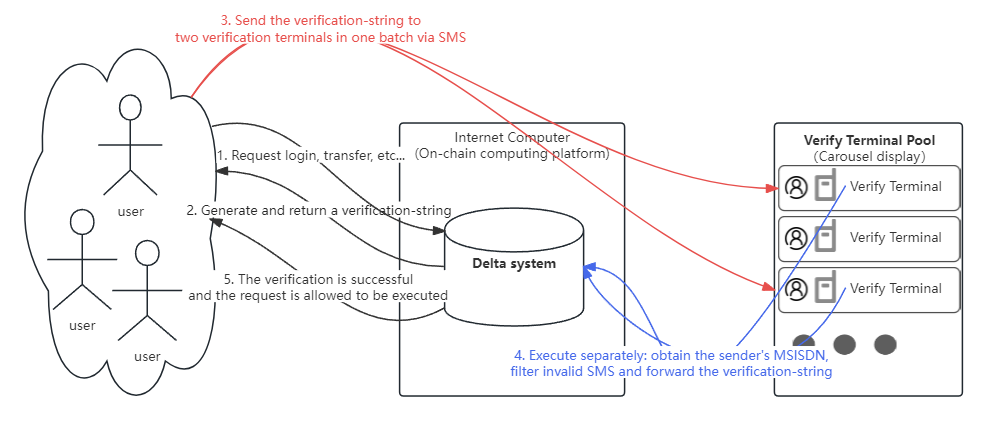 3. Send the verification-string to
two verification terminals in one batch via SMS
Internet Computer
(On-chain computing platform)
Verify Terminal Pool
(Carousel display)
1. Request login, transfer, etc...
Verify Terminal
user
2. Generate and return a verification-string
Verify Terminal
Delta system
5. The verification is successful
and the request is allowed to be executed
Verify Terminal
user
user
4. Execute separately: obtain the sender's MSISDN,
filter invalid SMS and forward the verification-string